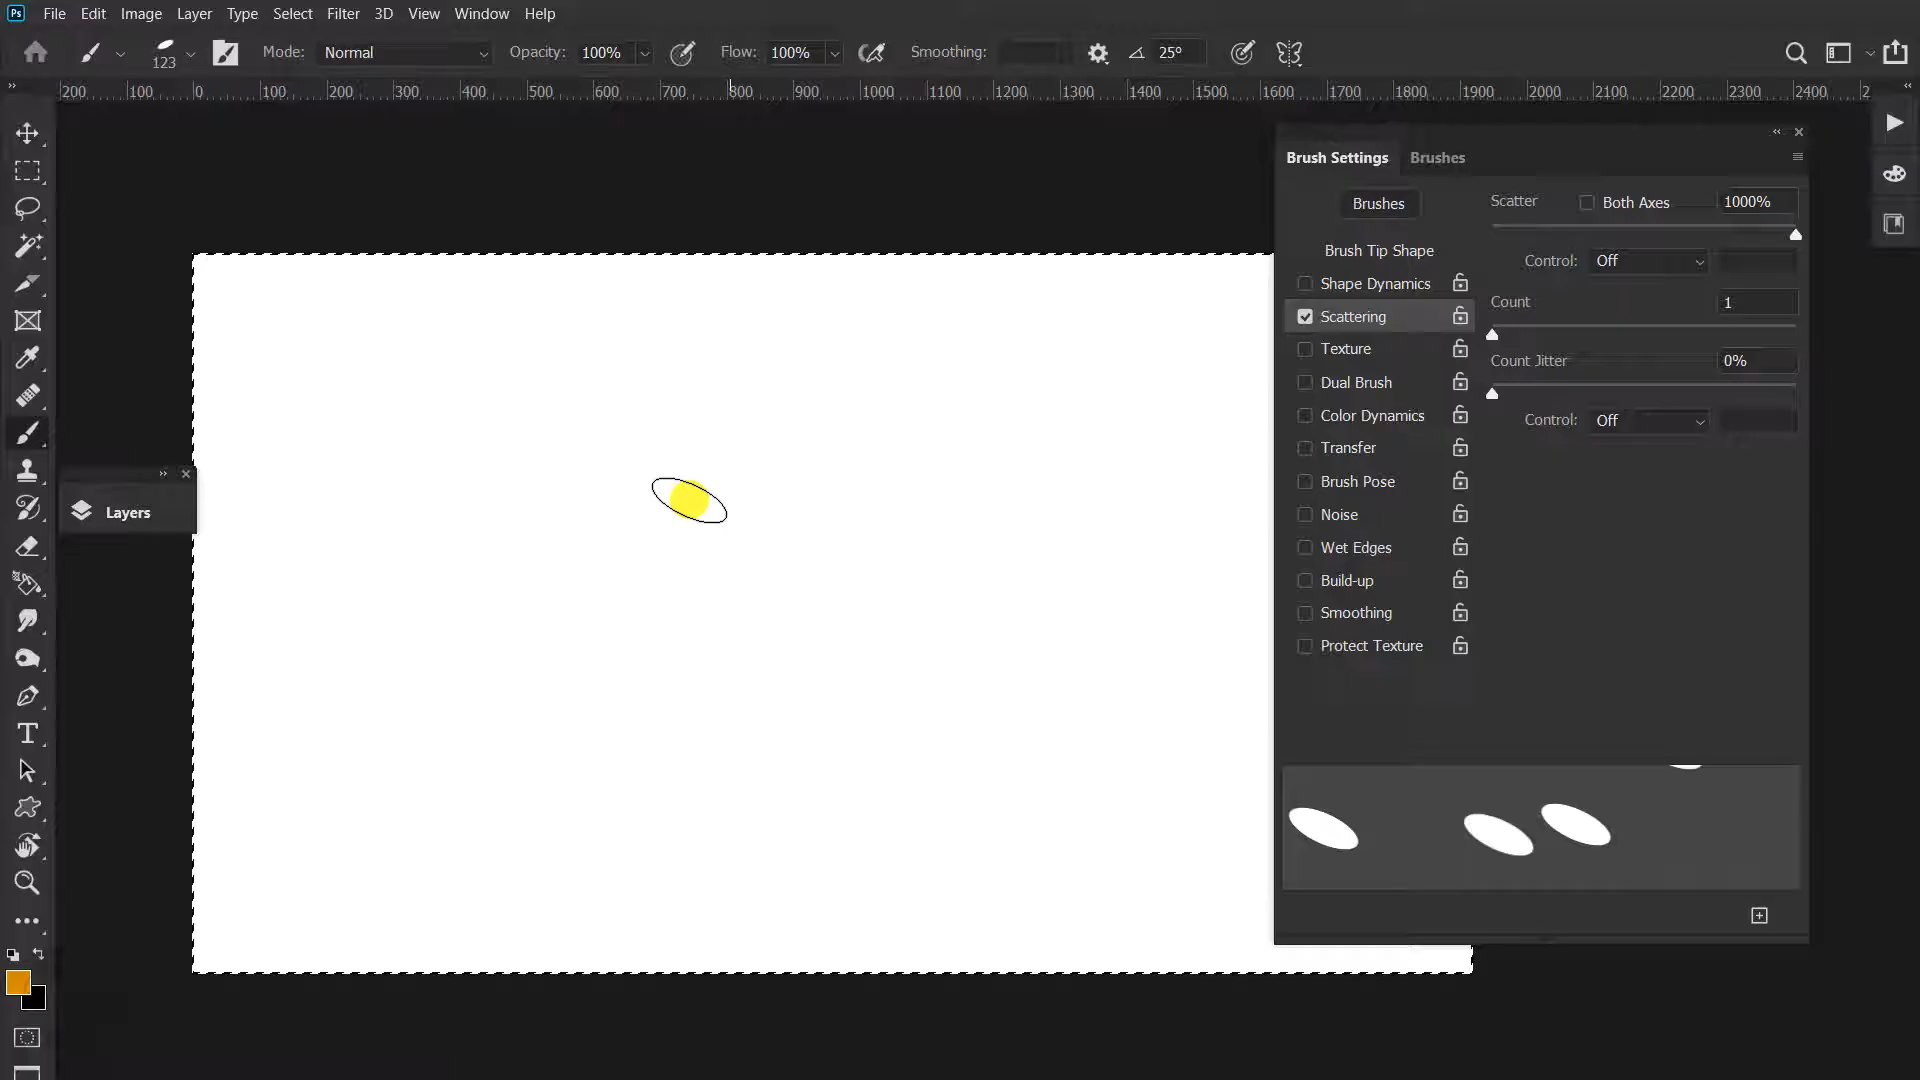 Ps File Edit Image Layer Type Select Filter 3D View Window Help
123 Mode: Normal Opacity: 100% Flow: 100% Smoothing: 25°
200 100 0 100 200 300 400 500 600 700 800 900 1000 1100 1200 1300 1400 1500 1600 1700 1800 1900 2000 2100 2200 2300 2400 2
Brush Settings Brushes
Brushes
Scatter Both Axes 1000%
Brush Tip Shape
Control: Off
Shape Dynamics
Count 1
Scattering
Texture
Count Jitter 0%
Dual Brush
Color Dynamics
Control: Off
Transfer
Brush Pose
Noise
Layers
Wet Edges
Build-up
Smoothing
Protect Texture